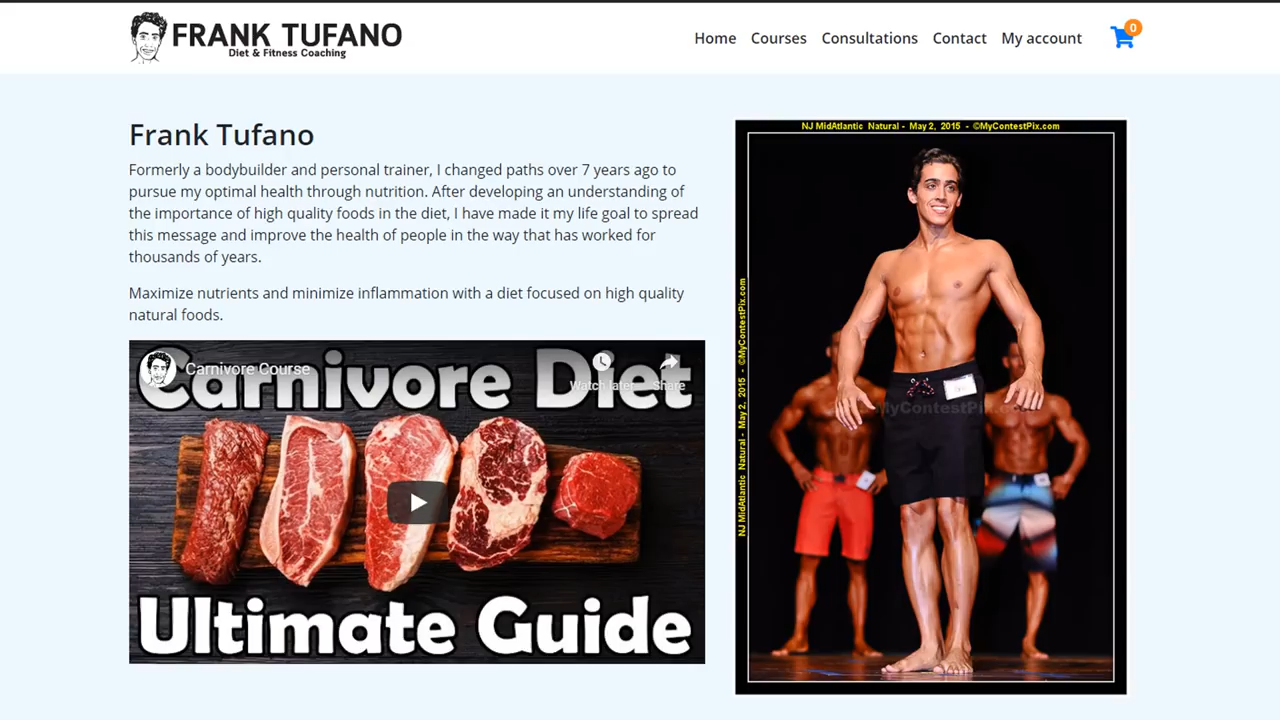 FRANK TUFANO
Diet & Fitness Coaching
Home Courses Consultations Contact My account
0
Frank Tufano
Formerly a bodybuilder and personal trainer, I changed paths over 7 years ago to
pursue my optimal health through nutrition. After developing an understanding of
the importance of high quality foods in the diet, I have made it my life goal to spread
this message and improve the health of people in the way that has worked for
thousands of years.
Maximize nutrients and minimize inflammation with a diet focused on high quality
natural foods.
Carnivore Diet
Carnivore Course
Watch later
Share
Ultimate Guide
NJ MidAtlantic Natural - May 2, 2015 - ©MyContestPix.com
NJ MidAtlantic Natural - May 2, 2015 - ©MyContestPix.com
MyContestPix.com